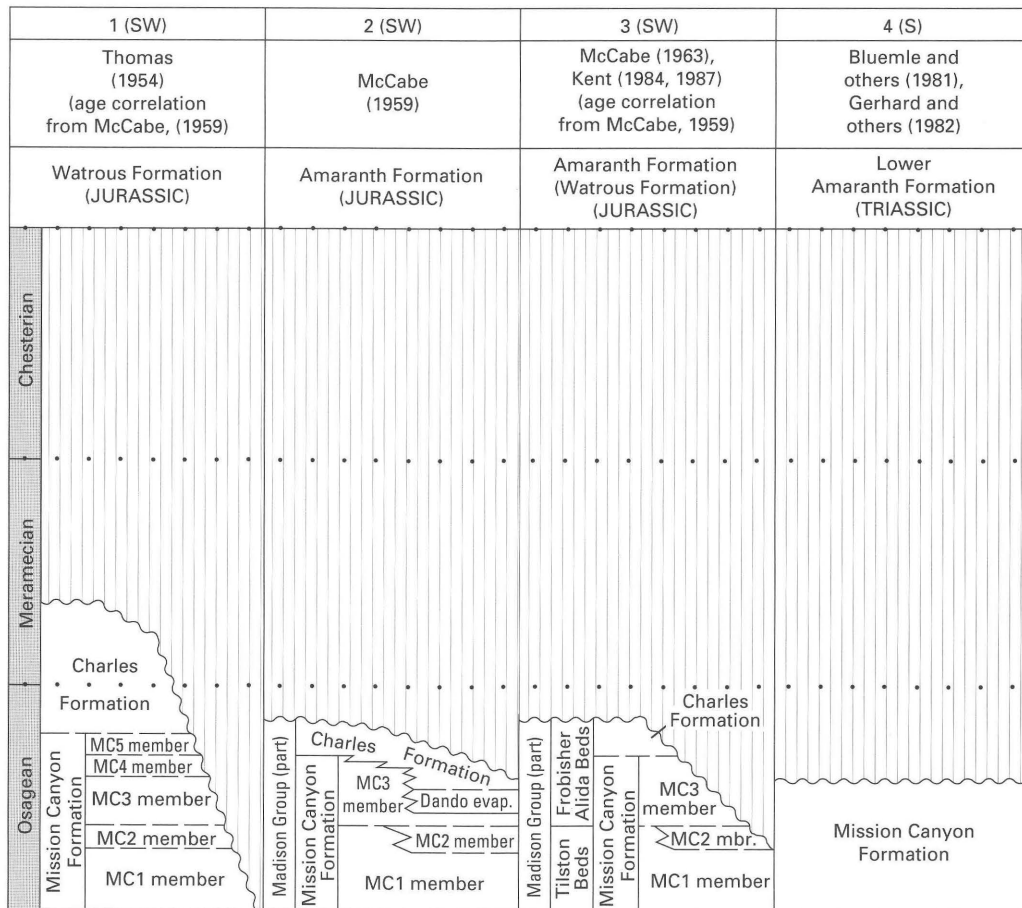 1 (SW)
2 (SW)
3 (SW)
4 (S)
Thomas
(1954)
(age correlation
from McCabe, (1959)
McCabe
(1959)
McCabe (1963),
Kent (1984, 1987)
(age correlation
from McCabe, 1959)
Bluemle and
others (1981),
Gerhard and
others (1982)
Watrous Formation
(JURASSIC)
Amaranth Formation
(JURASSIC)
Amaranth Formation
(Watrous Formation)
(JURASSIC)
Lower
Amaranth Formation
(TRIASSIC)
Chesterian
Meramecian
Osagean
Charles
Formation
Mission Canyon
Formation
MC5 member
MC4 member
MC3 member
MC2 member
MC1 member
Madison Group (part)
Charles
Formation
Mission Canyon
Formation
MC3
member
Dando evap.
MC2 member
MC1 member
Madison Group (part)
Frobisher
Alida Beds
Tilston
Beds
Charles
Formation
Mission Canyon
Formation
MC3
member
MC2 mbr.
MC1 member
Mission Canyon
Formation